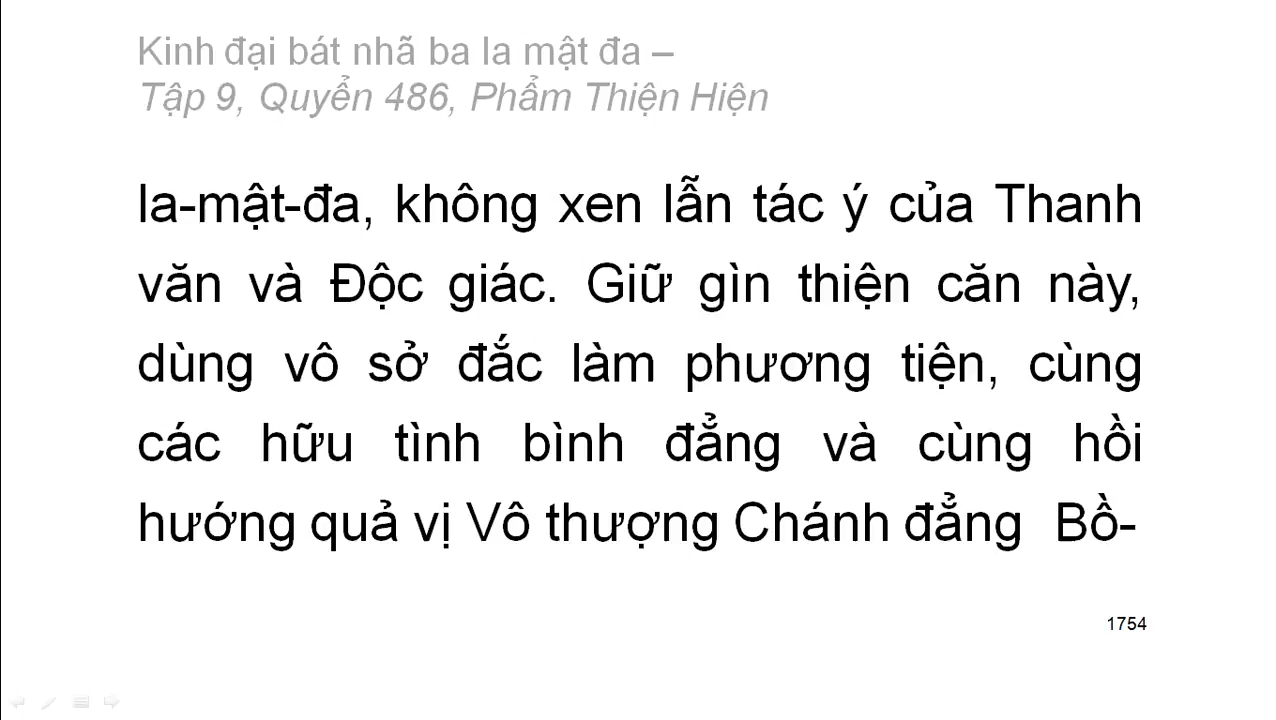 Kinh đại bát nhã ba la mật đa –
Tập 9, Quyển 486, Phẩm Thiện Hiện
la-mật-đa, không xen lẫn tác ý của Thanh
văn và Độc giác. Giữ gìn thiện căn này,
dùng vô sở đắc làm phương tiện, cùng
các hữu tình bình đẳng và cùng hồi
hướng quả vị Vô thượng Chánh đẳng Bồ-
1754